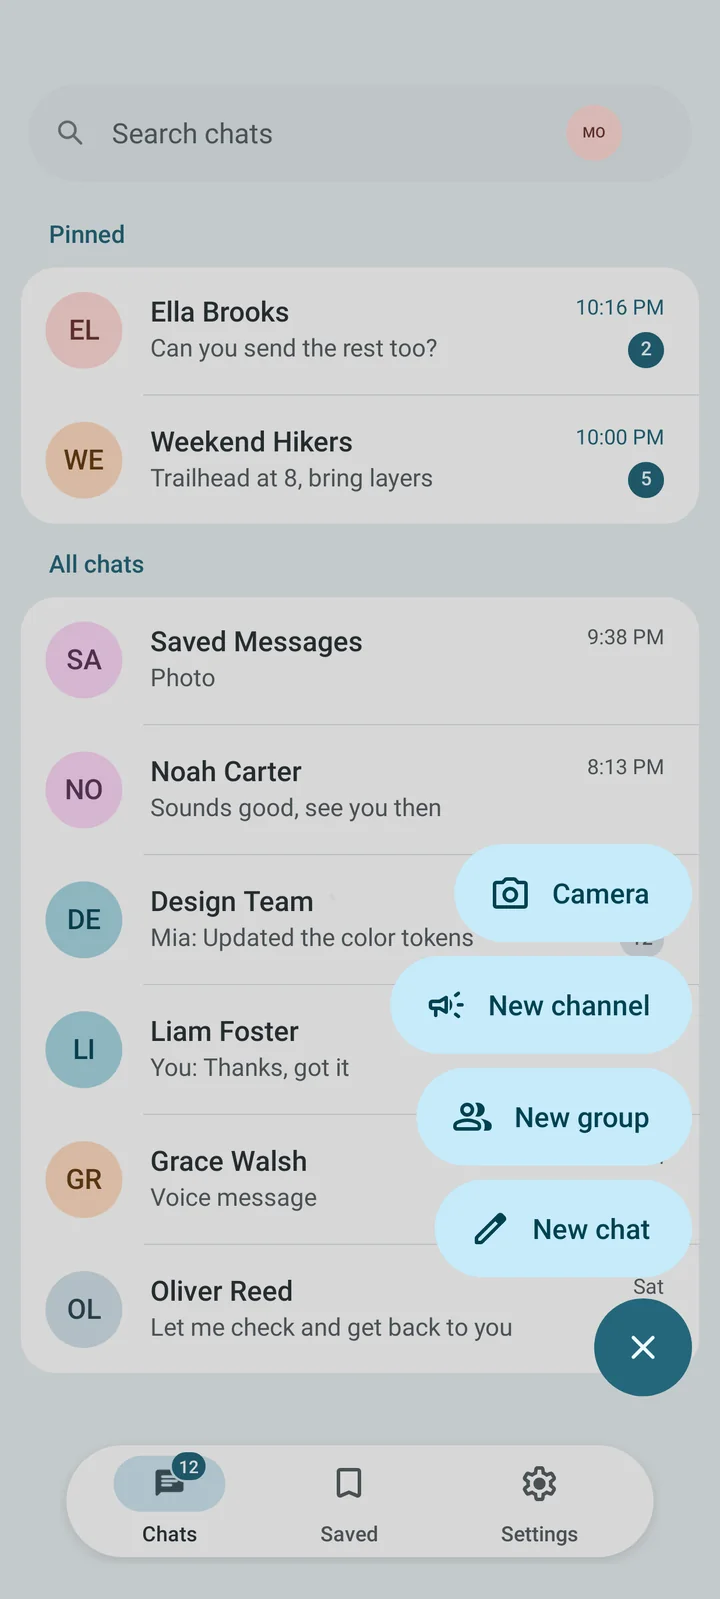 Search chats
MO
Pinned
EL
Ella Brooks
10:16 PM
Can you send the rest too?
2
WE
Weekend Hikers
10:00 PM
Trailhead at 8, bring layers
5
All chats
SA
Saved Messages
9:38 PM
Photo
NO
Noah Carter
8:13 PM
Sounds good, see you then
DE
Design Team
Mia: Updated the color tokens
Camera
LI
Liam Foster
You: Thanks, got it
New channel
GR
Grace Walsh
Voice message
New group
New chat
OL
Oliver Reed
Sat
Let me check and get back to you
12
Chats
Saved
Settings